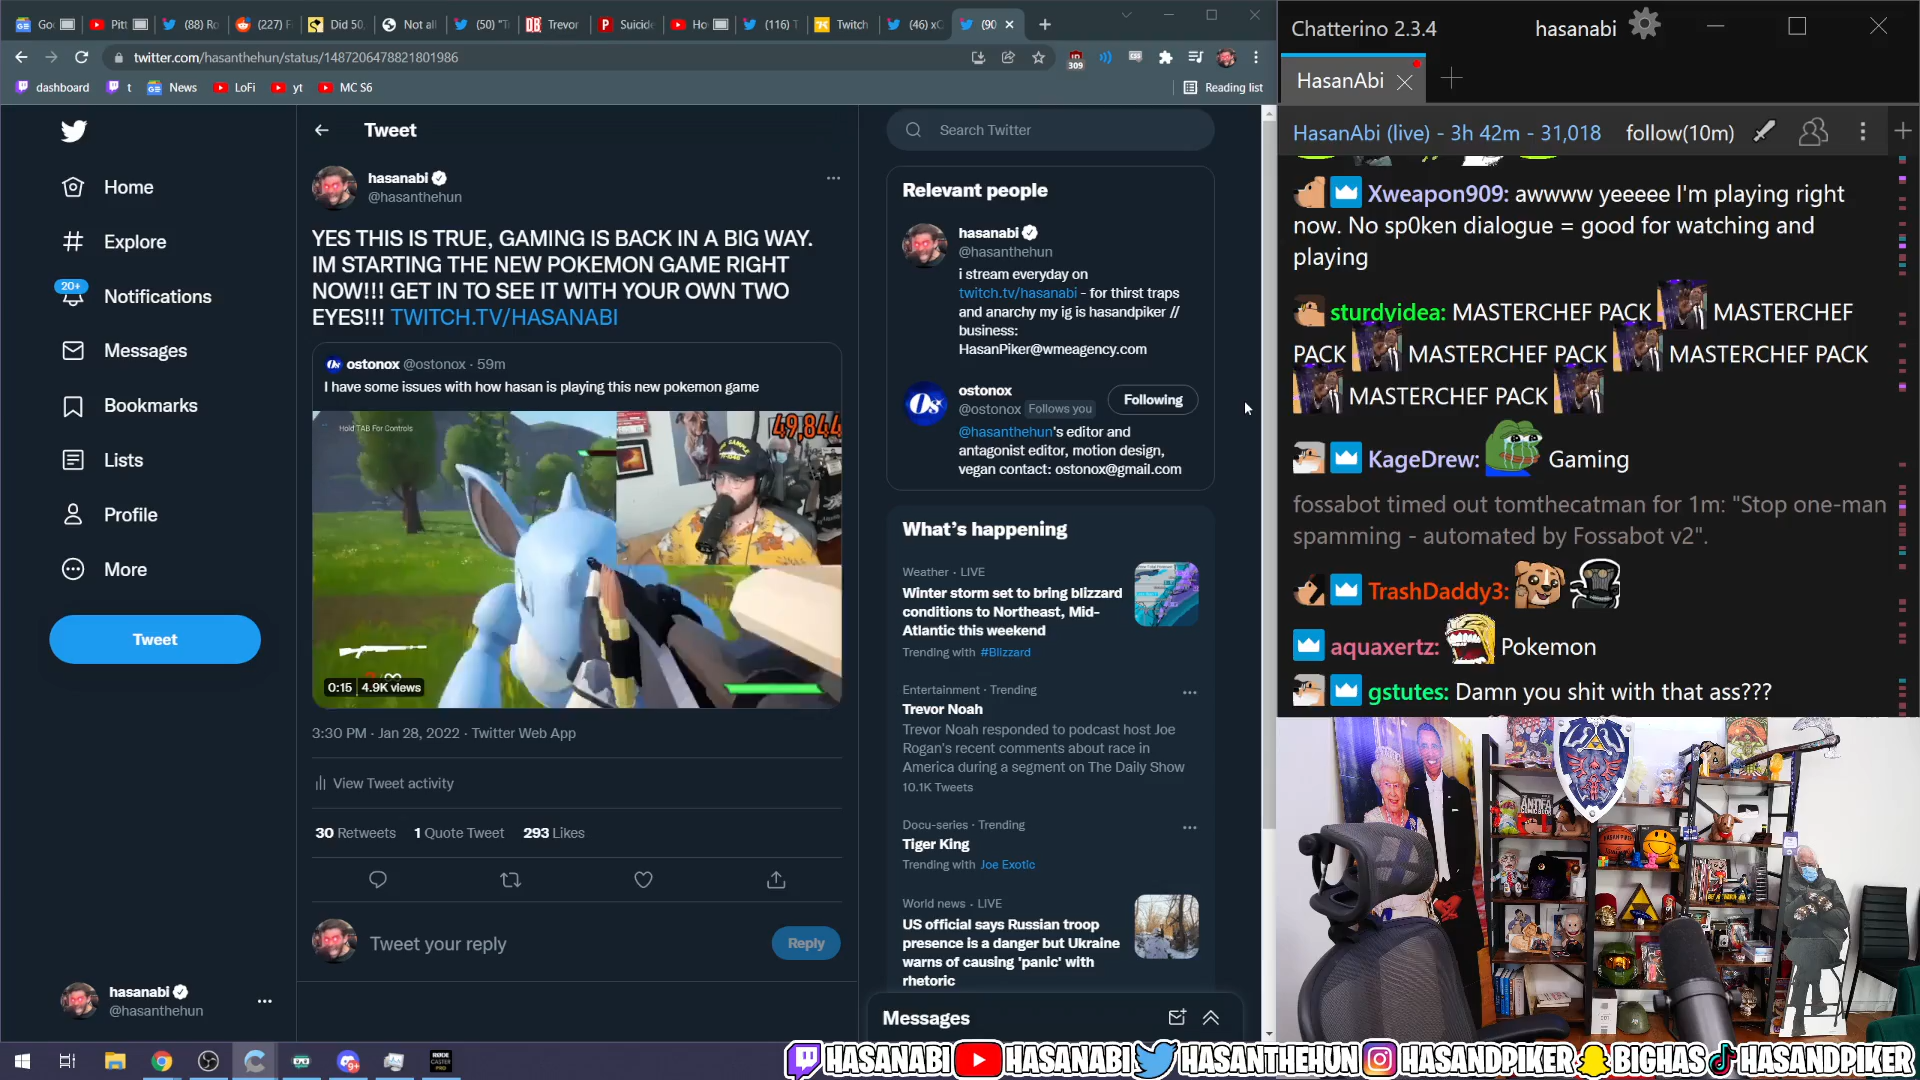 Goo
Pitt
(88) Ro
(227) F
Did 50,
Not all
(50) "T
Trevor
Suicide
Ho
(116) T
Twitch
(46) xQ
(90
twitter.com/hasanthehun/status/1487206478821801986
309
dashboard
t
News
LoFi
yt
MC S6
Reading list
Home
Explore
20+
Notifications
Messages
Bookmarks
Lists
Profile
More
Tweet
hasanabi
@hasanthehun
Tweet
hasanabi
@hasanthehun
YES THIS IS TRUE, GAMING IS BACK IN A BIG WAY.
IM STARTING THE NEW POKEMON GAME RIGHT
NOW!!! GET IN TO SEE IT WITH YOUR OWN TWO
EYES!!! TWITCH.TV/HASANABI
ostonox @ostonox · 59m
I have some issues with how hasan is playing this new pokemon game
Hold TAB For Controls
49,844
0:15
4.9K views
3:30 PM · Jan 28, 2022 · Twitter Web App
View Tweet activity
30 Retweets 1 Quote Tweet 293 Likes
Tweet your reply
Reply
Search Twitter
Relevant people
hasanabi
@hasanthehun
i stream everyday on
twitch.tv/hasanabi - for thirst traps
and anarchy my ig is hasandpiker //
business:
HasanPiker@wmeagency.com
ostonox
@ostonox Follows you
Following
@hasanthehun's editor and
antagonist editor, motion design,
vegan contact: ostonox@gmail.com
What's happening
Weather · LIVE
Winter storm set to bring blizzard
conditions to Northeast, Mid-
Atlantic this weekend
Trending with #Blizzard
Entertainment · Trending
Trevor Noah
Trevor Noah responded to podcast host Joe
Rogan's recent comments about race in
America during a segment on The Daily Show
10.1K Tweets
Docu-series · Trending
Tiger King
Trending with Joe Exotic
World news · LIVE
US official says Russian troop
presence is a danger but Ukraine
warns of causing 'panic' with
rhetoric
Messages
Chatterino 2.3.4
hasanabi
HasanAbi
HasanAbi (live) - 3h 42m - 31,018
follow(10m)
Xweapon909: awwww yeeeee I'm playing right
now. No sp0ken dialogue = good for watching and
playing
sturdyidea: MASTERCHEF PACK MASTERCHEF
PACK MASTERCHEF PACK MASTERCHEF PACK
MASTERCHEF PACK
KageDrew: Gaming
fossabot timed out tomthecatman for 1m: "Stop one-man
spamming - automated by Fossabot v2".
TrashDaddy3:
aquaxertz: Pokemon
gstutes: Damn you shit with that ass???
ANTIFA
HASANABI HASANABI HASANTHEHUN HASANDPIKER BIGHAS HASANDPIKER